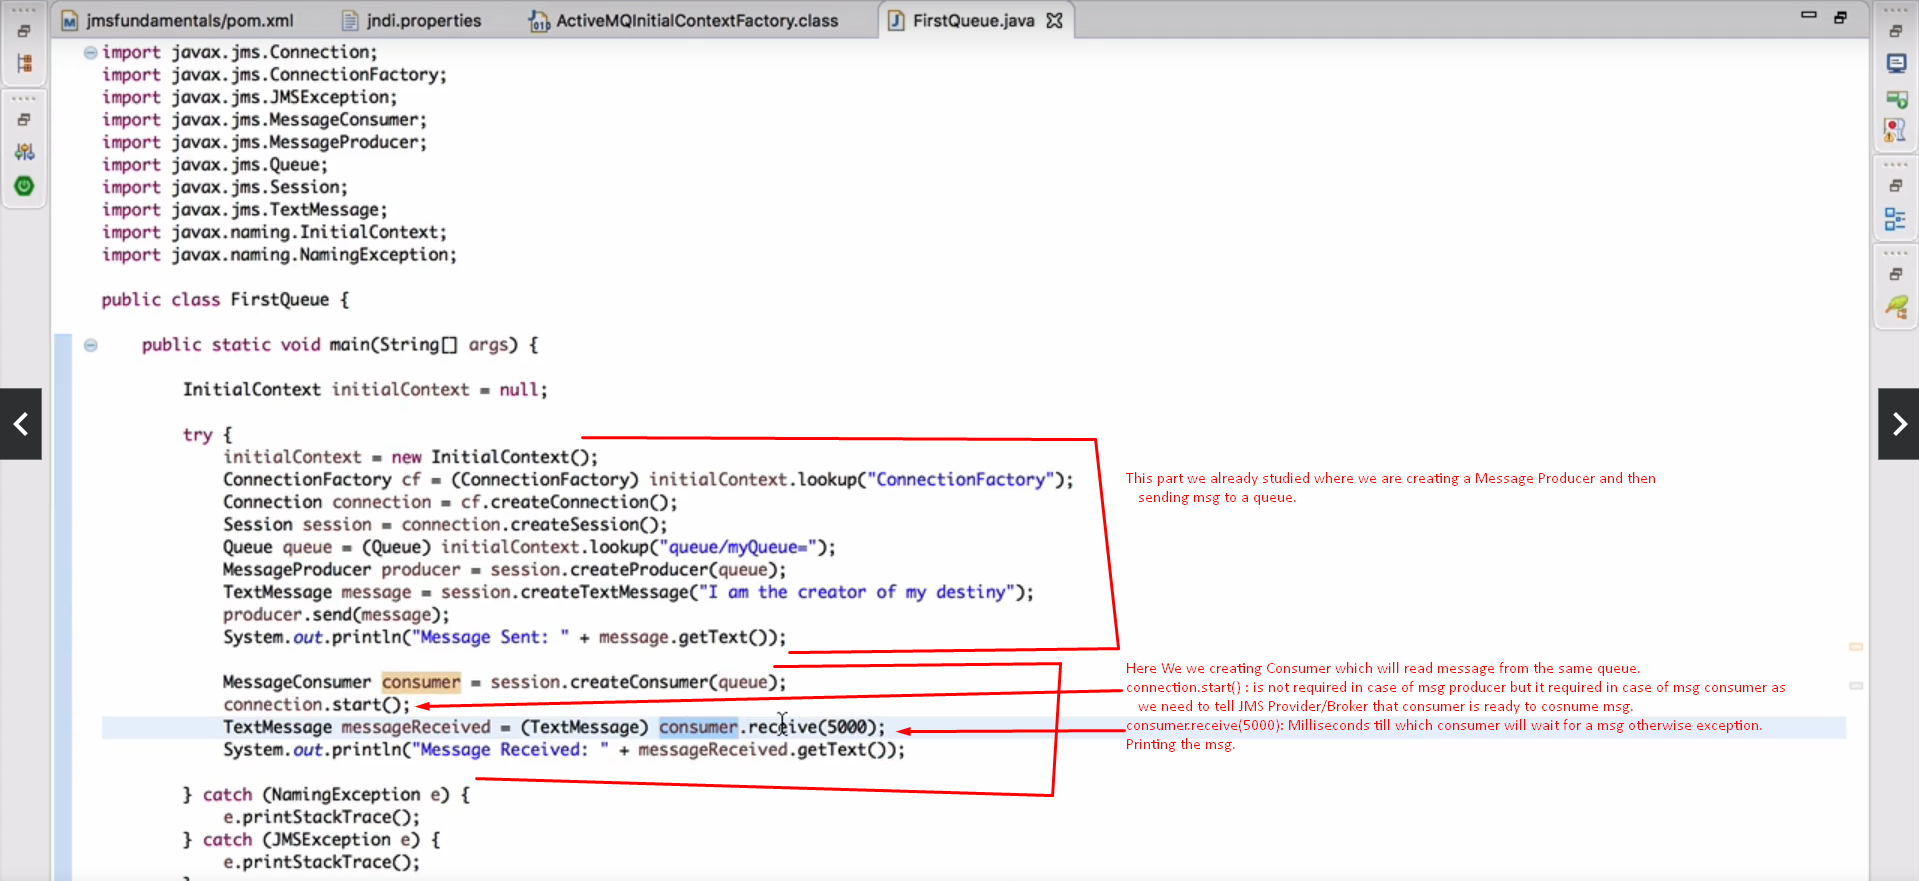 jmsfundamentals/pom.xml jndi.properties ActiveMQInitialContextFactory.class FirstQueue.java
import javax.jms.Connection;
import javax.jms.ConnectionFactory;
import javax.jms.JMSException;
import javax.jms.MessageConsumer;
import javax.jms.MessageProducer;
import javax.jms.Queue;
import javax.jms.Session;
import javax.jms.TextMessage;
import javax.naming.InitialContext;
import javax.naming.NamingException;
public class FirstQueue {
public static void main(String[] args) {
InitialContext initialContext = null;
try {
initialContext = new InitialContext();
ConnectionFactory cf = (ConnectionFactory) initialContext.lookup("ConnectionFactory");
Connection connection = cf.createConnection();
Session session = connection.createSession();
Queue queue = (Queue) initialContext.lookup("queue/myQueue=");
MessageProducer producer = session.createProducer(queue);
TextMessage message = session.createTextMessage("I am the creator of my destiny");
producer.send(message);
System.out.println("Message Sent: " + message.getText());
This part we already studied where we are creating a Message Producer and then
sending msg to a queue.
MessageConsumer consumer = session.createConsumer(queue);
connection.start();
TextMessage messageReceived = (TextMessage) consumer.receive(5000);
System.out.println("Message Received: " + messageReceived.getText());
Here We we creating Consumer which will read message from the same queue.
connection.start() : is not required in case of msg producer but it required in case of msg consumer as
we need to tell JMS Provider/Broker that consumer is ready to cosnume msg.
consumer.receive(5000): Milliseconds till which consumer will wait for a msg otherwise exception.
Printing the msg.
} catch (NamingException e) {
e.printStackTrace();
} catch (JMSException e) {
e.printStackTrace();